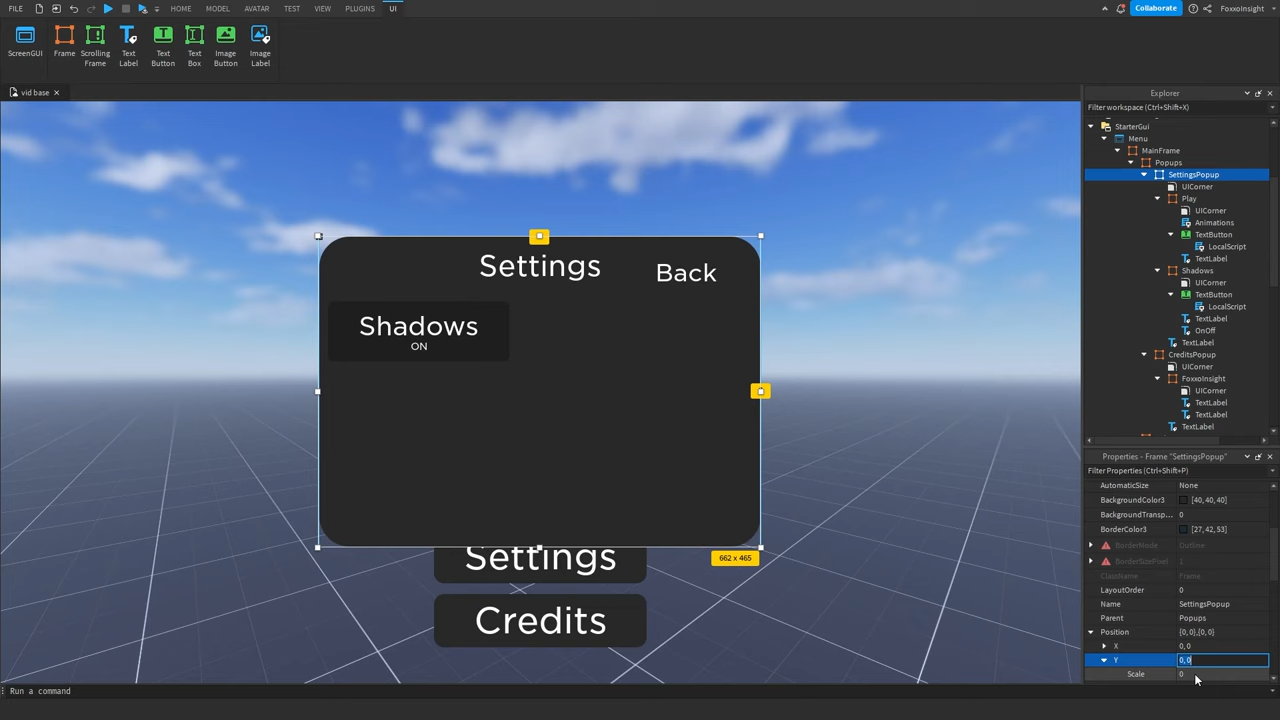 FILE
HOME
MODEL
AVATAR
TEST
VIEW
PLUGINS
UI
Collaborate
FoxxoInsight
ScreenGUI
Frame
Scrolling
Frame
Text
Label
Text
Button
Text
Box
Image
Button
Image
Label
vid base
Explorer
Filter workspace (Ctrl+Shift+X)
StarterGui
Menu
MainFrame
Popups
SettingsPopup
UICorner
Play
UICorner
Animations
TextButton
LocalScript
TextLabel
Shadows
UICorner
TextButton
LocalScript
TextLabel
OnOff
TextLabel
CreditsPopup
UICorner
FoxxoInsight
UICorner
TextLabel
TextLabel
TextLabel
Settings
Back
Shadows
ON
Settings
662 x 465
Credits
Properties - Frame "SettingsPopup"
Filter Properties (Ctrl+Shift+P)
AutomaticSize None
BackgroundColor3 [40, 40, 40]
BackgroundTransp... 0
BorderColor3 [27, 42, 53]
BorderMode Outline
BorderSizePixel 1
ClassName Frame
LayoutOrder 0
Name SettingsPopup
Parent Popups
Position {0, 0},{0, 0}
X 0, 0
Y 0, 0
Scale 0
Run a command